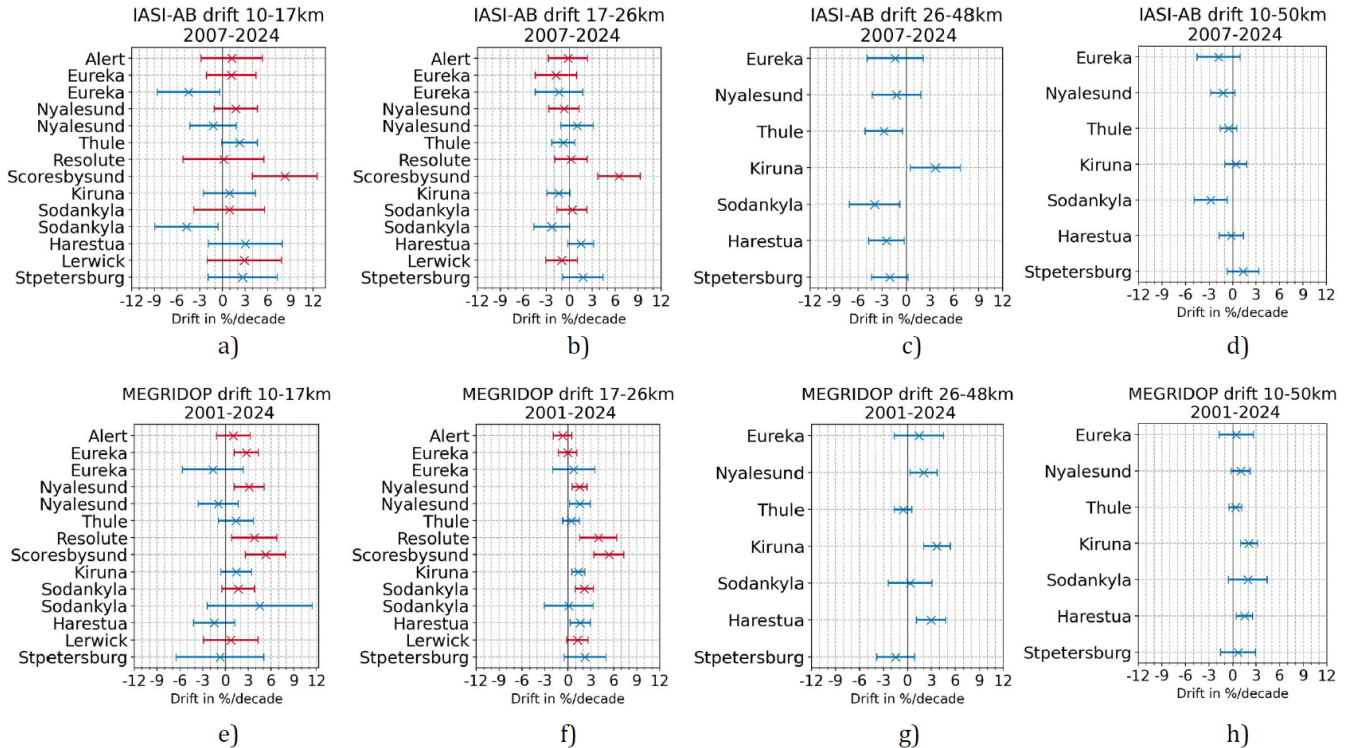 IASI-AB drift 10-17km
2007-2024
Alert
Eureka
Eureka
Nyalesund
Nyalesund
Thule
Resolute
Scoresbysund
Kiruna
Sodankyla
Sodankyla
Harestua
Lerwick
Stpetersburg
-12 -9 -6 -3 0 3 6 9 12
Drift in %/decade
a)
IASI-AB drift 17-26km
2007-2024
Alert
Eureka
Eureka
Nyalesund
Nyalesund
Thule
Resolute
Scoresbysund
Kiruna
Sodankyla
Sodankyla
Harestua
Lerwick
Stpetersburg
-12 -9 -6 -3 0 3 6 9 12
Drift in %/decade
b)
IASI-AB drift 26-48km
2007-2024
Eureka
Nyalesund
Thule
Kiruna
Sodankyla
Harestua
Stpetersburg
-12 -9 -6 -3 0 3 6 9 12
Drift in %/decade
c)
IASI-AB drift 10-50km
2007-2024
Eureka
Nyalesund
Thule
Kiruna
Sodankyla
Harestua
Stpetersburg
-12 -9 -6 -3 0 3 6 9 12
Drift in %/decade
d)
MEGRIDOP drift 10-17km
2001-2024
Alert
Eureka
Eureka
Nyalesund
Nyalesund
Thule
Resolute
Scoresbysund
Kiruna
Sodankyla
Sodankyla
Harestua
Lerwick
Stpetersburg
-12 -9 -6 -3 0 3 6 9 12
Drift in %/decade
e)
MEGRIDOP drift 17-26km
2001-2024
Alert
Eureka
Eureka
Nyalesund
Nyalesund
Thule
Resolute
Scoresbysund
Kiruna
Sodankyla
Sodankyla
Harestua
Lerwick
Stpetersburg
-12 -9 -6 -3 0 3 6 9 12
Drift in %/decade
f)
MEGRIDOP drift 26-48km
2001-2024
Eureka
Nyalesund
Thule
Kiruna
Sodankyla
Harestua
Stpetersburg
-12 -9 -6 -3 0 3 6 9 12
Drift in %/decade
g)
MEGRIDOP drift 10-50km
2001-2024
Eureka
Nyalesund
Thule
Kiruna
Sodankyla
Harestua
Stpetersburg
-12 -9 -6 -3 0 3 6 9 12
Drift in %/decade
h)